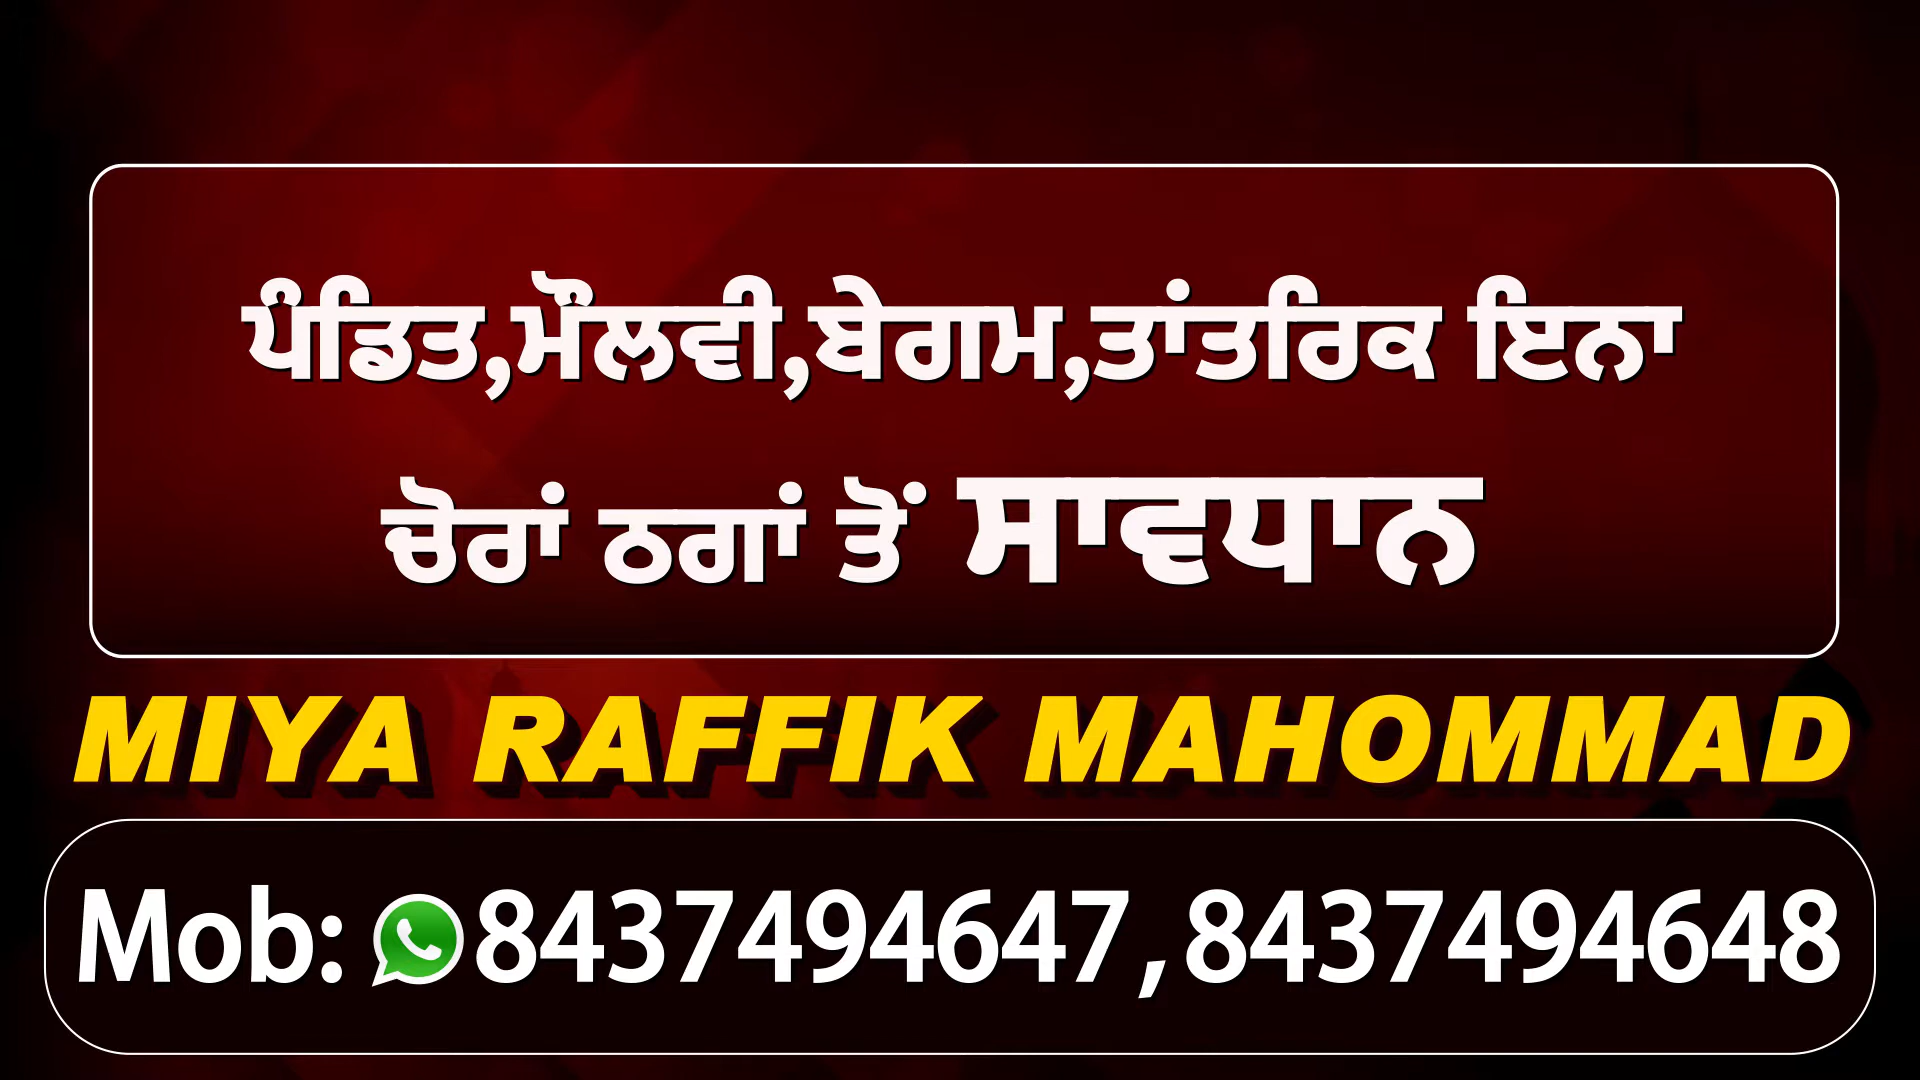 ਪੰਡਿਤ,ਮੌਲਵੀ,ਬੇਗਮ,ਤਾਂਤਰਿਕ ਇਨਾ
ਚੋਰਾਂ ਠਗਾਂ ਤੋਂ ਸਾਵਧਾਨ
MIYA RAFFIK MAHOMMAD
Mob: 8437494647, 8437494648